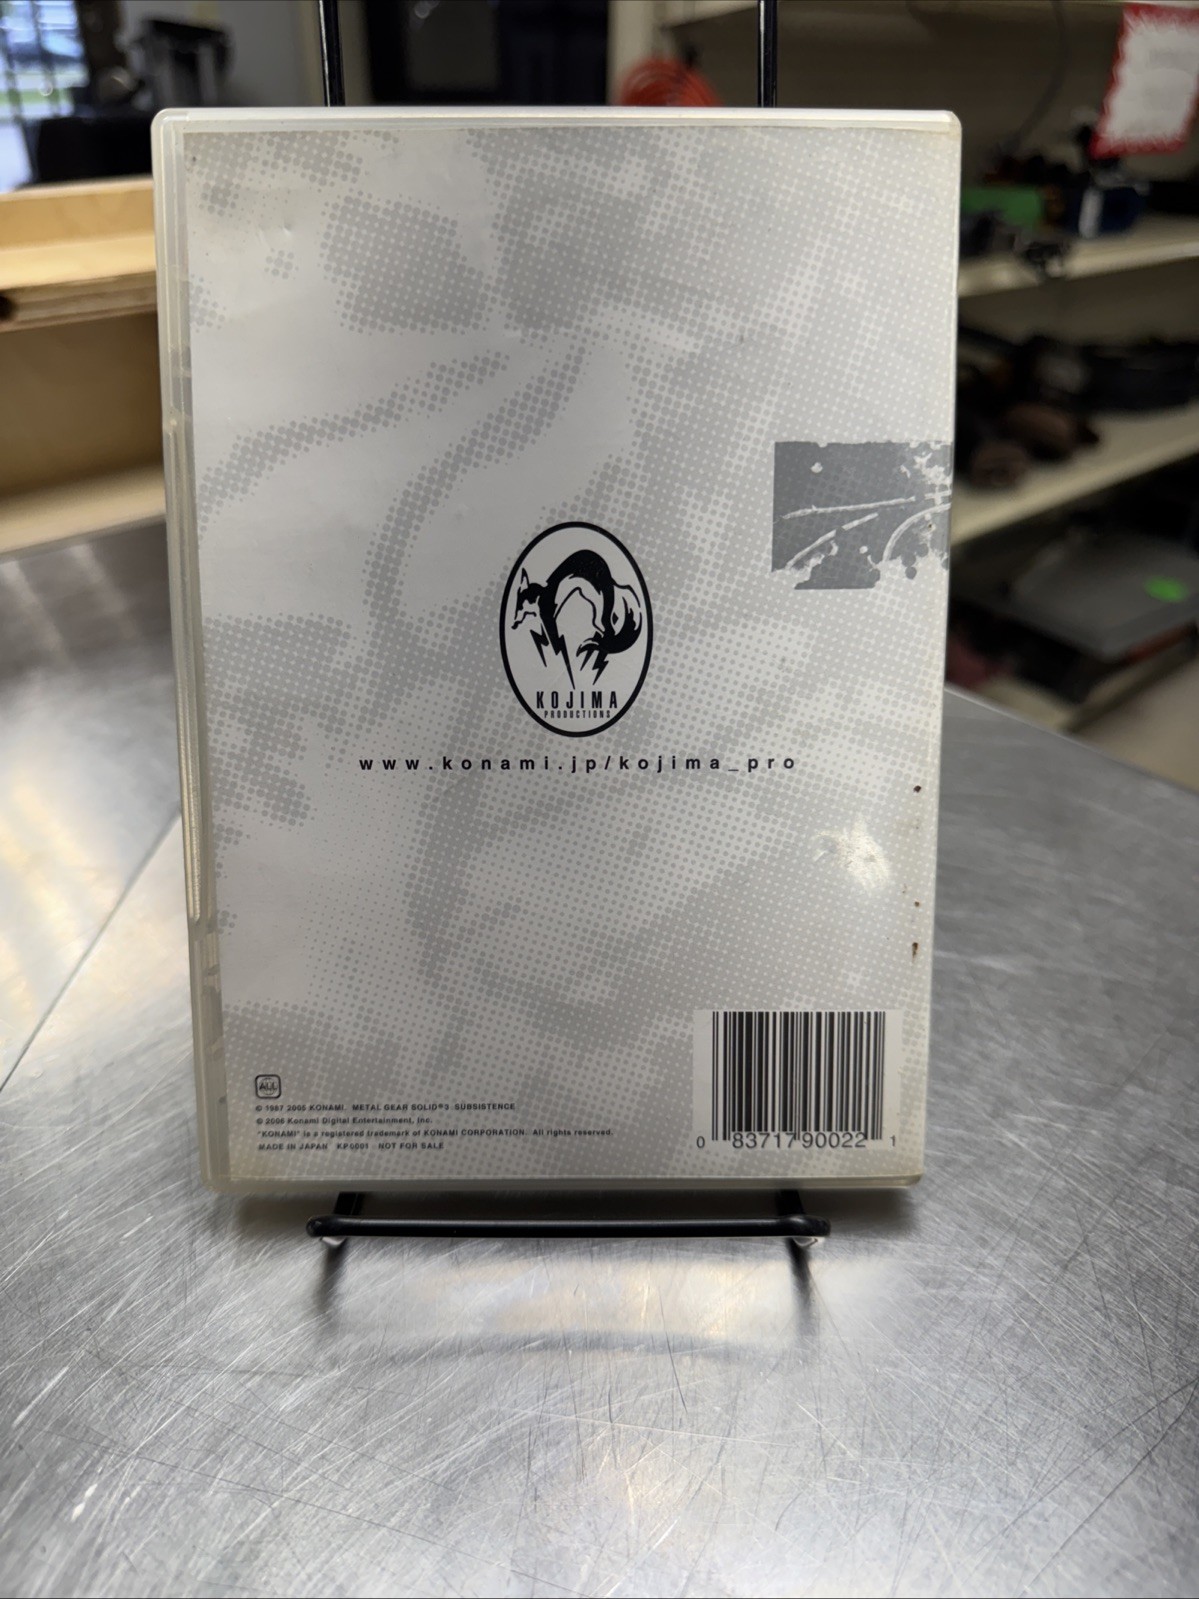 KOJIMA
PRODUCTIONS
www.konami.jp/kojima_pro
ALL
© 1987 2005 KONAMI. METAL GEAR SOLID® 3 SUBSISTENCE
© 2006 Konami Digital Entertainment, Inc.
"KONAMI" is a registered trademark of KONAMI CORPORATION. All rights reserved.
MADE IN JAPAN KP0001 NOT FOR SALE
0 83717 90022 1